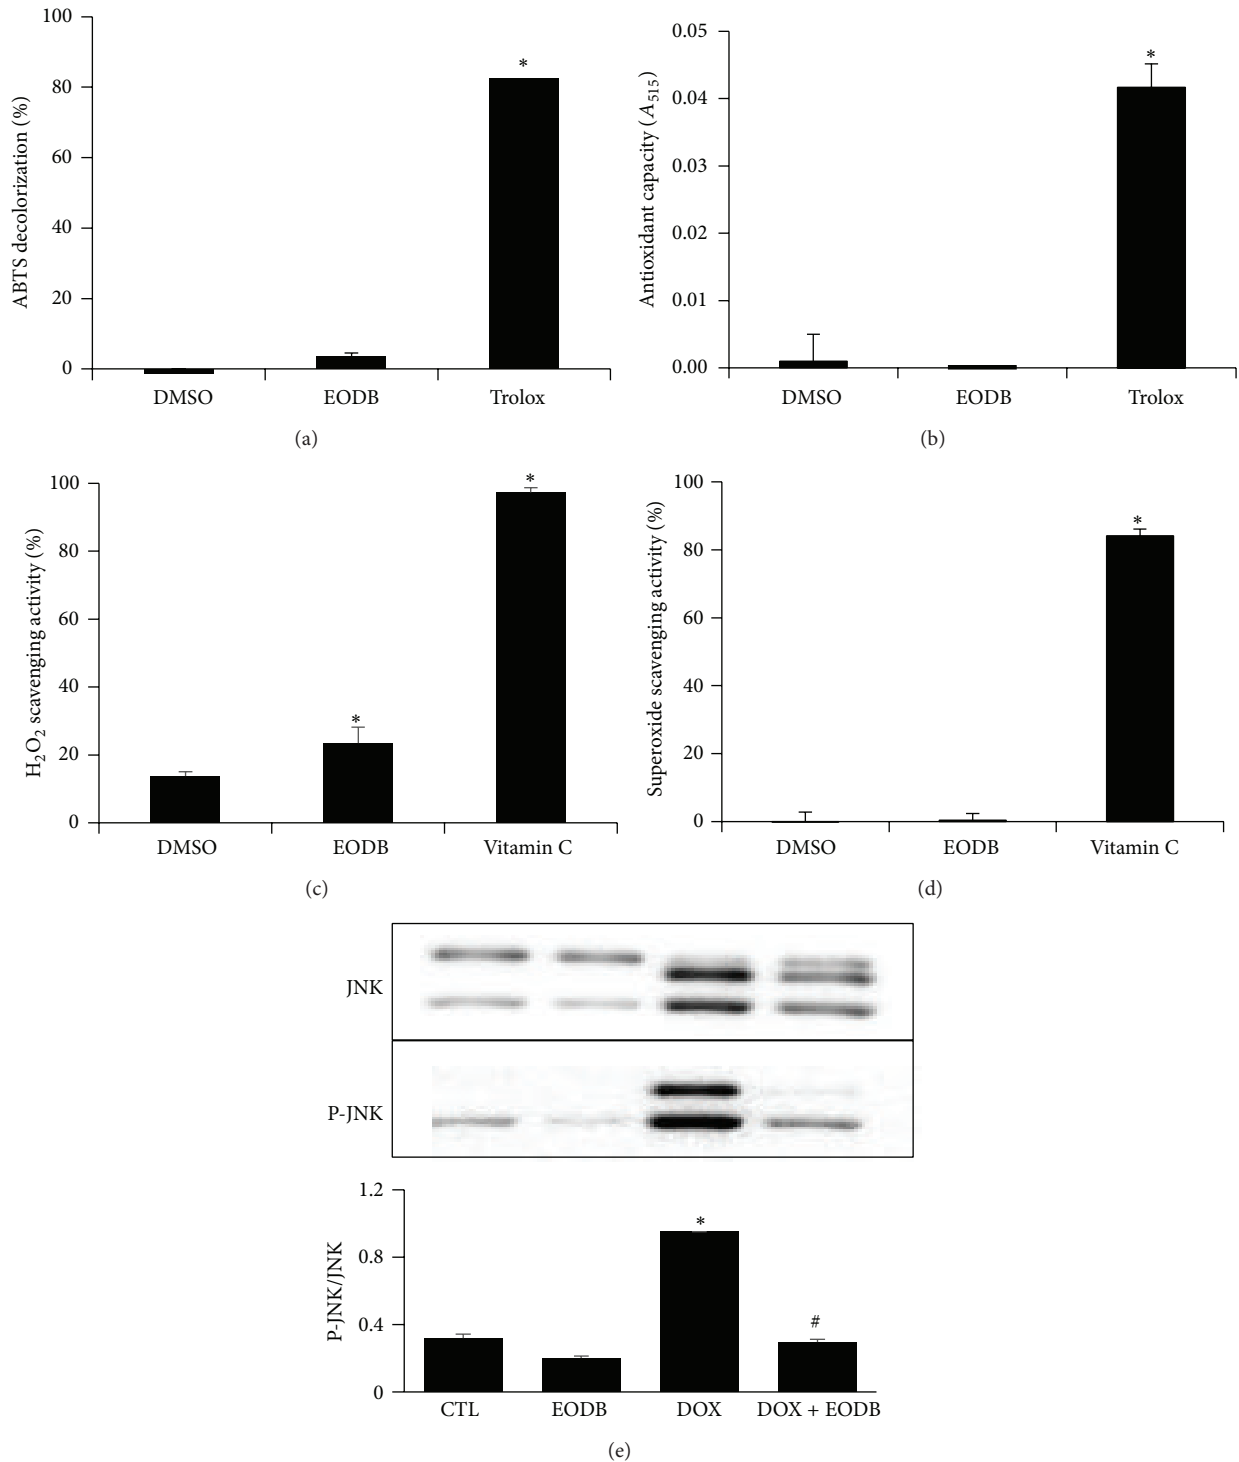 ABTS decolorization (%)
100
80
60
40
20
0
*
DMSO EODB Trolox
(a)
Antioxidant capacity (A515)
0.05
0.04
0.03
0.02
0.01
0.00
*
DMSO EODB Trolox
(b)
H2O2 scavenging activity (%)
100
80
60
40
20
0
*
*
DMSO EODB Vitamin C
(c)
Superoxide scavenging activity (%)
100
80
60
40
20
0
*
DMSO EODB Vitamin C
(d)
JNK
P-JNK
P-JNK/JNK
1.2
0.8
0.4
0
*
#
CTL EODB DOX DOX + EODB
(e)